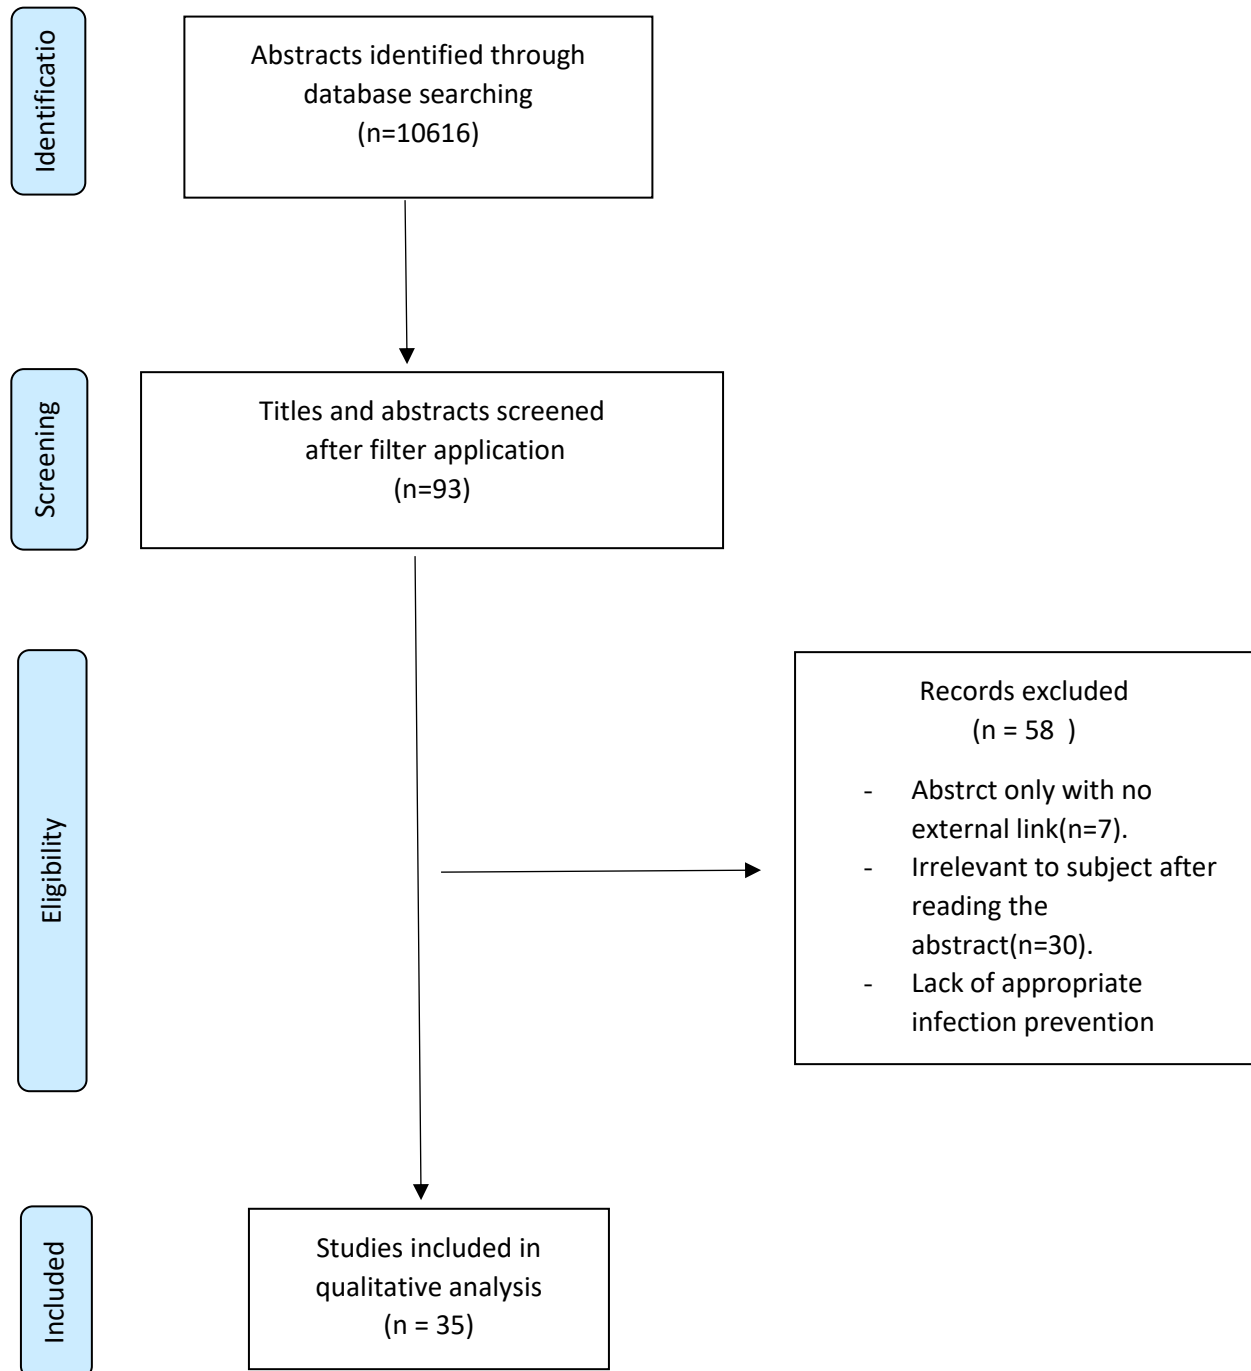 Identificatio
Abstracts identified through
database searching
(n=10616)
Screening
Titles and abstracts screened
after filter application
(n=93)
Eligibility
Records excluded
(n = 58  )
- Abstrct only with no
external link(n=7).
- Irrelevant to subject after
reading the
abstract(n=30).
- Lack of appropriate
infection prevention
Included
Studies included in
qualitative analysis
(n = 35)